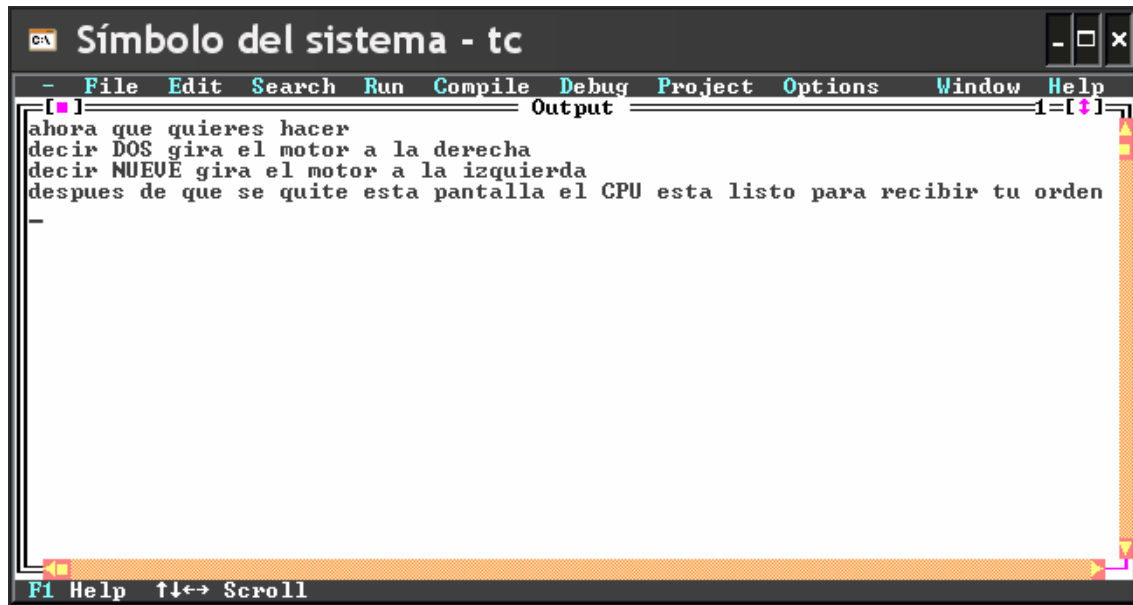 Símbolo del sistema - tc
- File Edit Search Run Compile Debug Project Options Window Help
[■] Output 1=[↕]
ahora que quieres hacer
decir DOS gira el motor a la derecha
decir NUEVE gira el motor a la izquierda
despues de que se quite esta pantalla el CPU esta listo para recibir tu orden
_
F1 Help ↑↓←→ Scroll